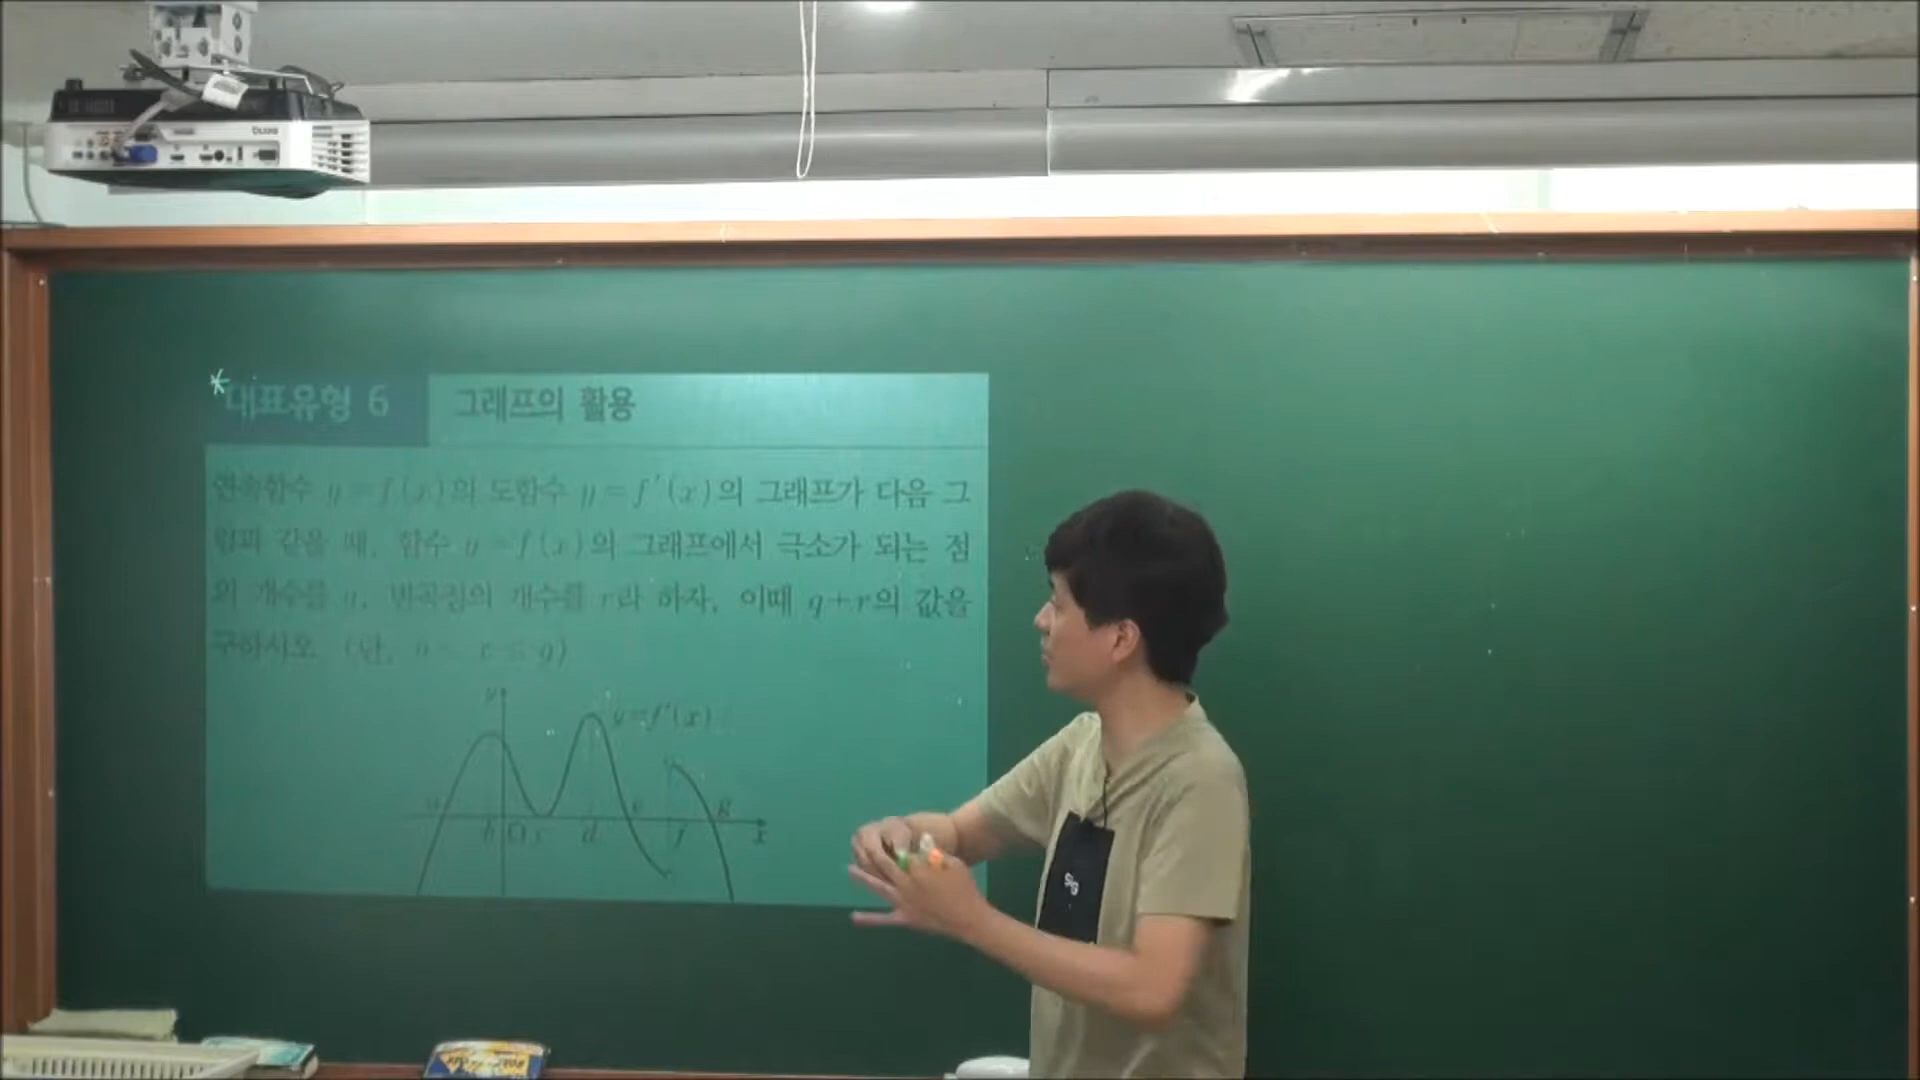 BenQ
*
대표유형 6
그래프의 활용
연속함수 y=f(x)의 도함수 y=f′(x)의 그래프가 다음 그
림과 같을 때, 함수 y=f(x)의 그래프에서 극소가 되는 점
의 개수를 q, 변곡점의 개수를 r라 하자. 이때 q+r의 값을
구하시오. (단,
y
y=f′(x)
a
e
g
b O c d f x